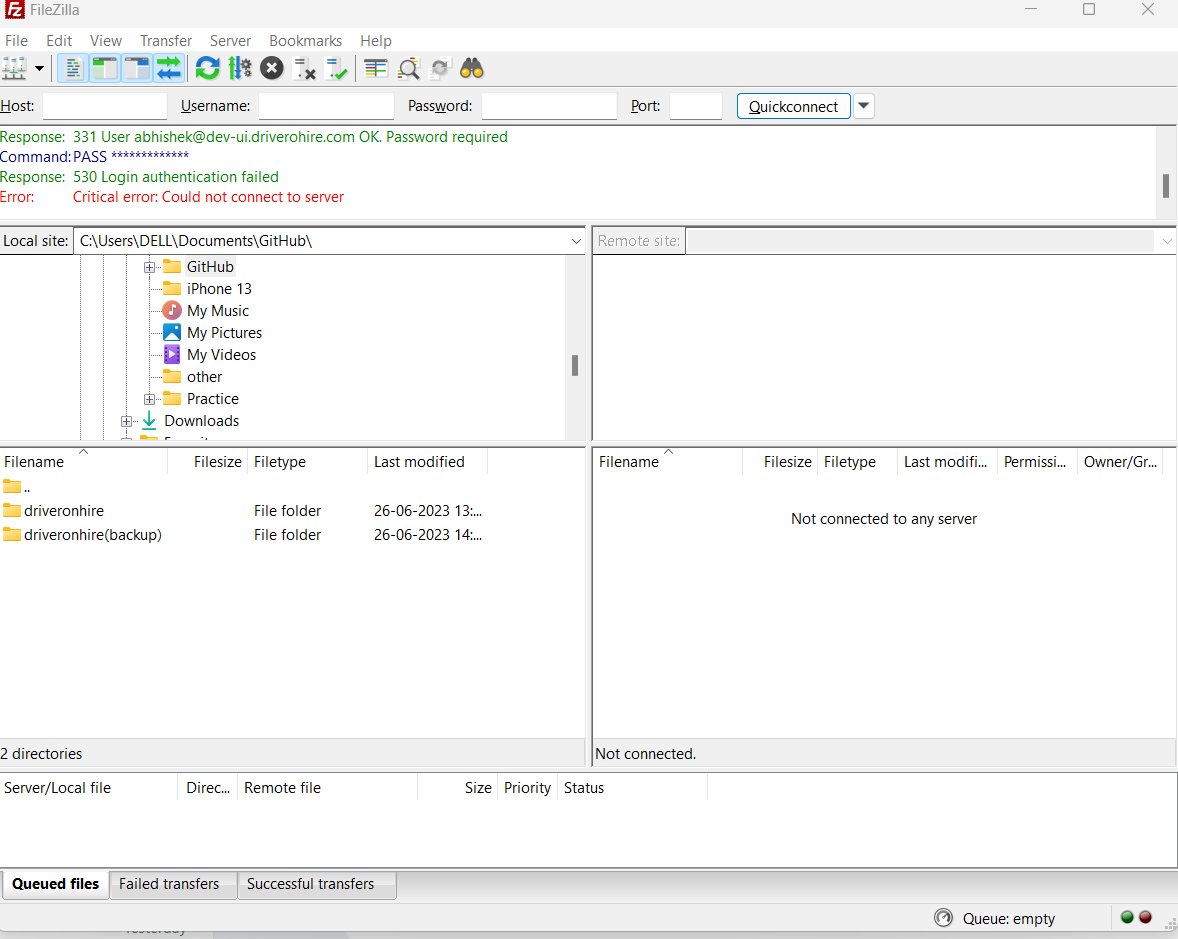 FileZilla
File Edit View Transfer Server Bookmarks Help
Host: Username: Password: Port: Quickconnect
Response: 331 User abhishek@dev-ui.driverohire.com OK. Password required
Command: PASS *************
Response: 530 Login authentication failed
Error: Critical error: Could not connect to server
Local site: C:\Users\DELL\Documents\GitHub\
GitHub
iPhone 13
My Music
My Pictures
My Videos
other
Practice
Downloads
Remote site:
Filename Filesize Filetype Last modified
..
driveronhire File folder 26-06-2023 13:...
driveronhire(backup) File folder 26-06-2023 14:...
2 directories
Filename Filesize Filetype Last modifi... Permissi... Owner/Gr...
Not connected to any server
Not connected.
Server/Local file Direc... Remote file Size Priority Status
Queued files Failed transfers Successful transfers
Queue: empty